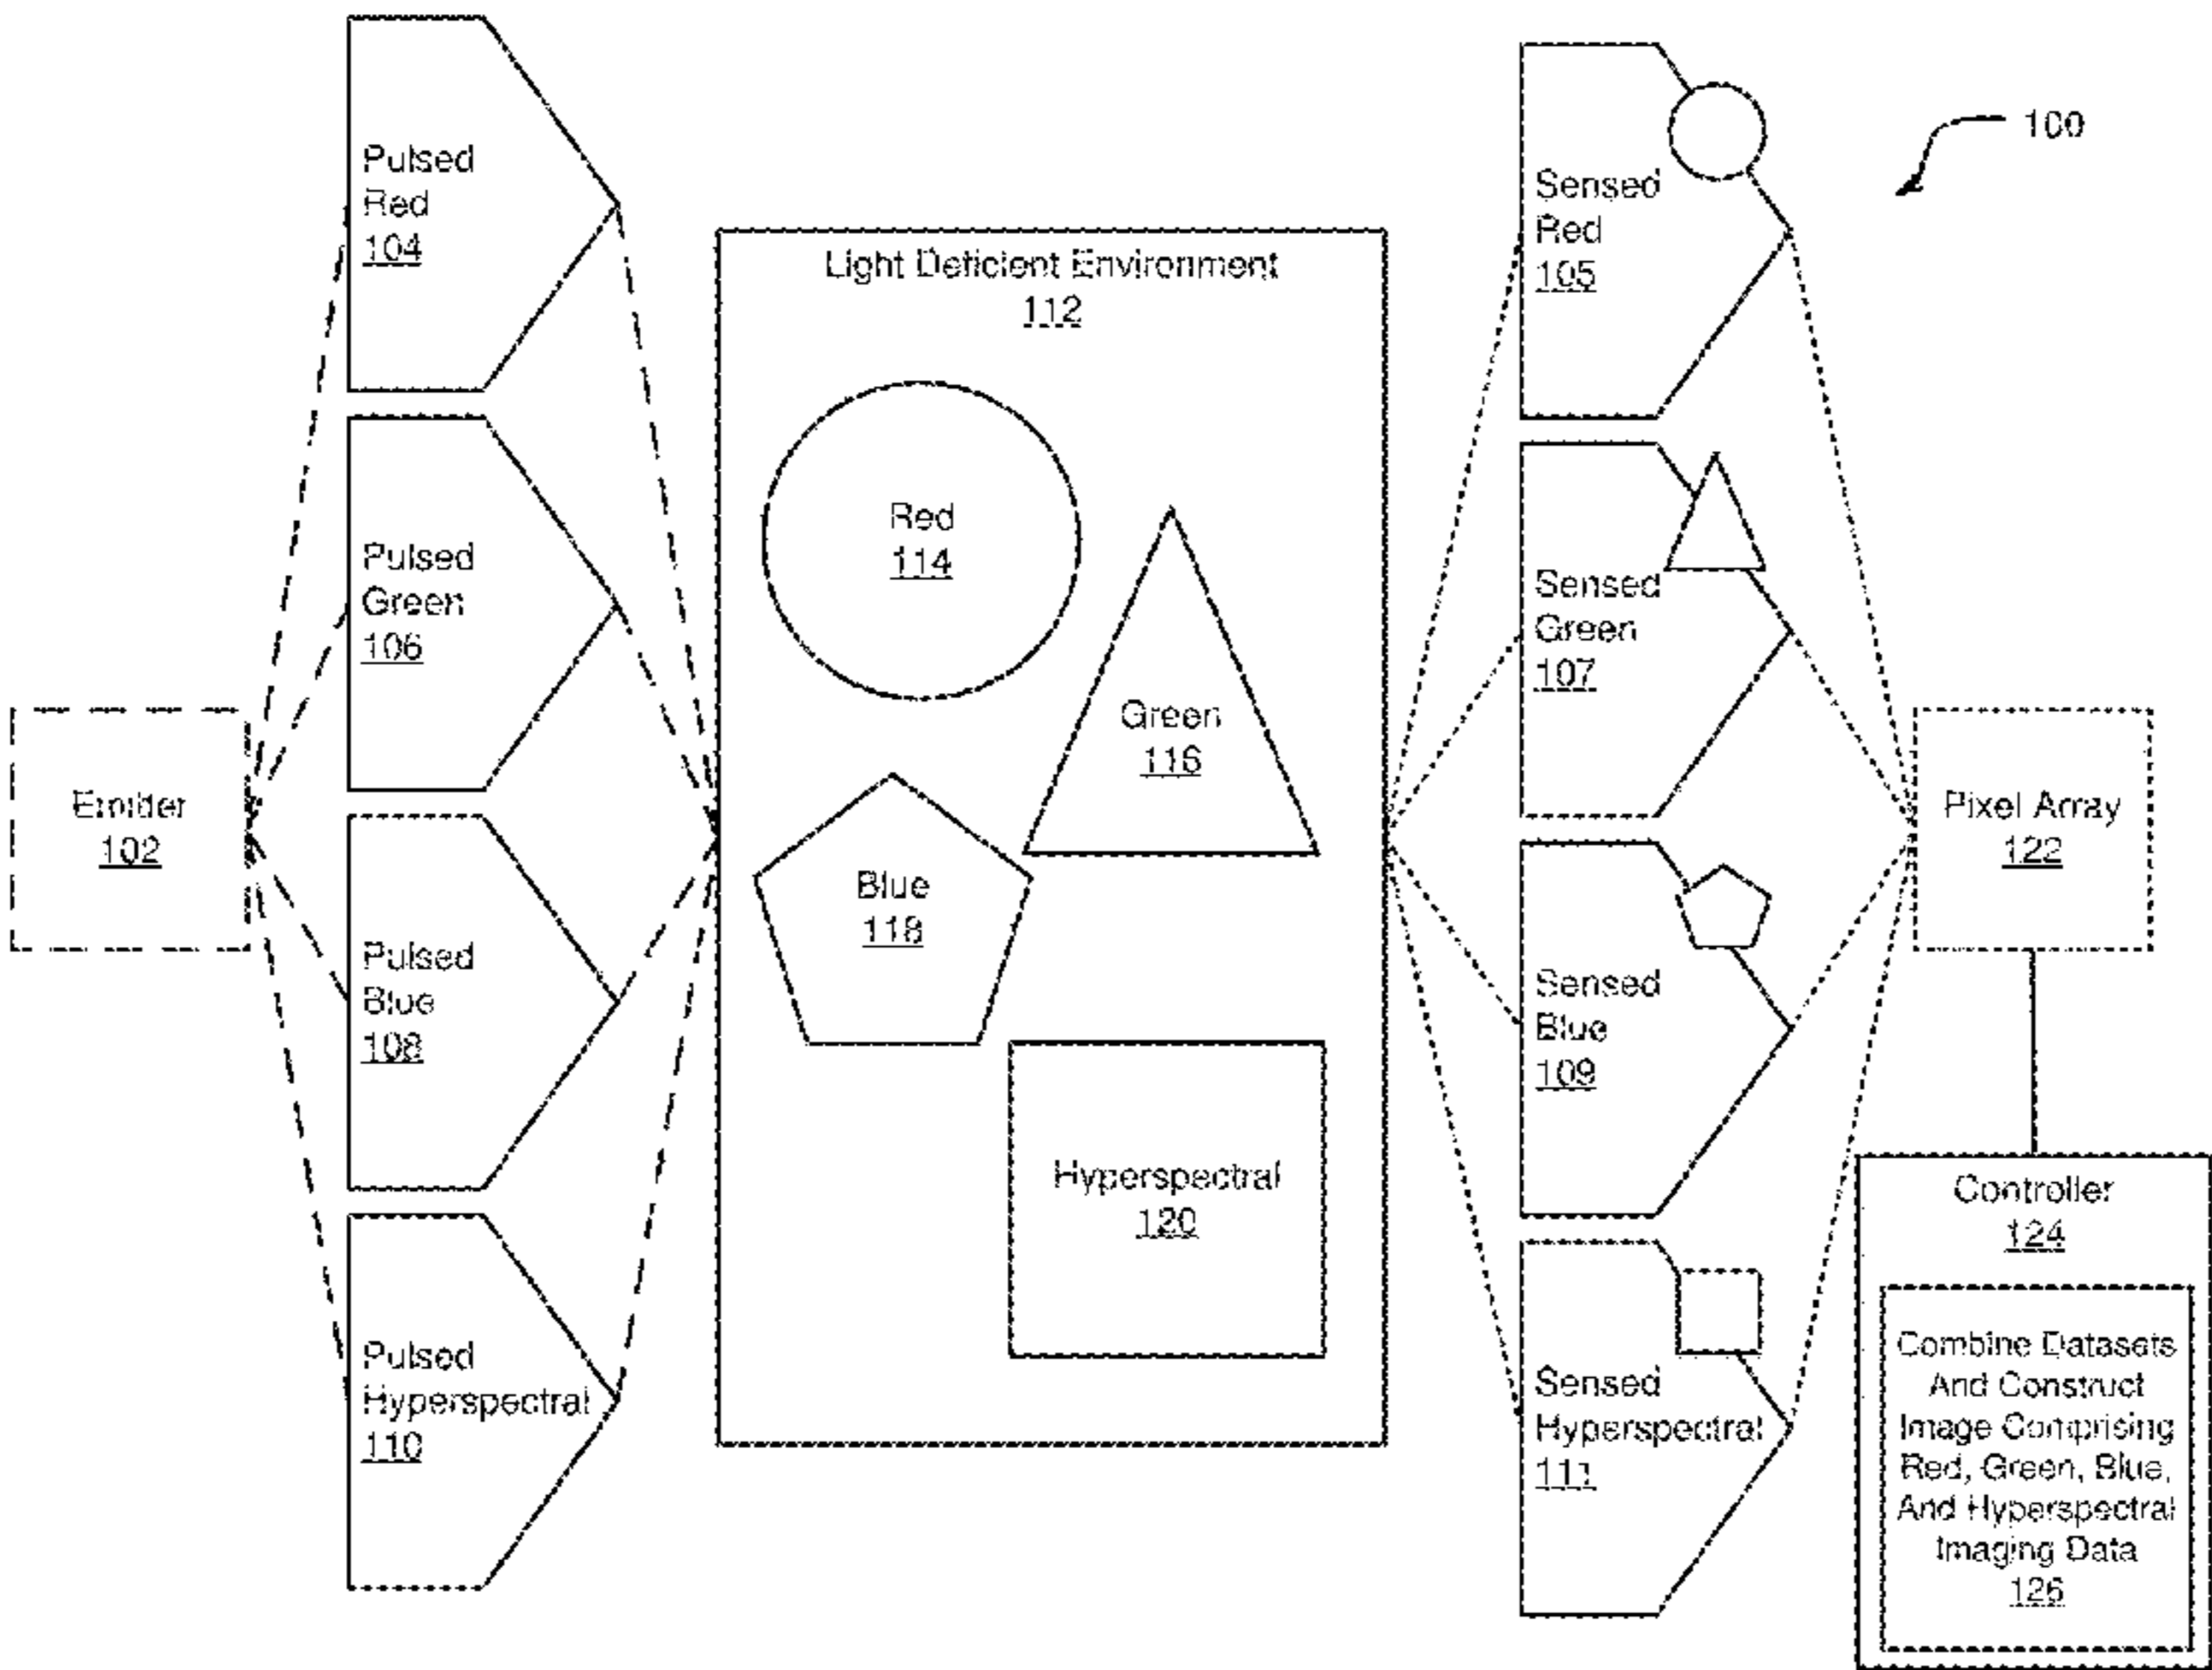 Pulsed
Red
104
Pulsed
Green
106
Emitter
102
Pulsed
Blue
108
Pulsed
Hyperspectral
110
Light Deficient Environment
112
Red
114
Green
116
Blue
118
Hyperspectral
120
Sensed
Red
105
100
Sensed
Green
107
Pixel Array
122
Sensed
Blue
109
Sensed
Hyperspectral
111
Controller
124
Combine Datasets
And Construct
Image Comprising
Red, Green, Blue,
And Hyperspectral
Imaging Data
126